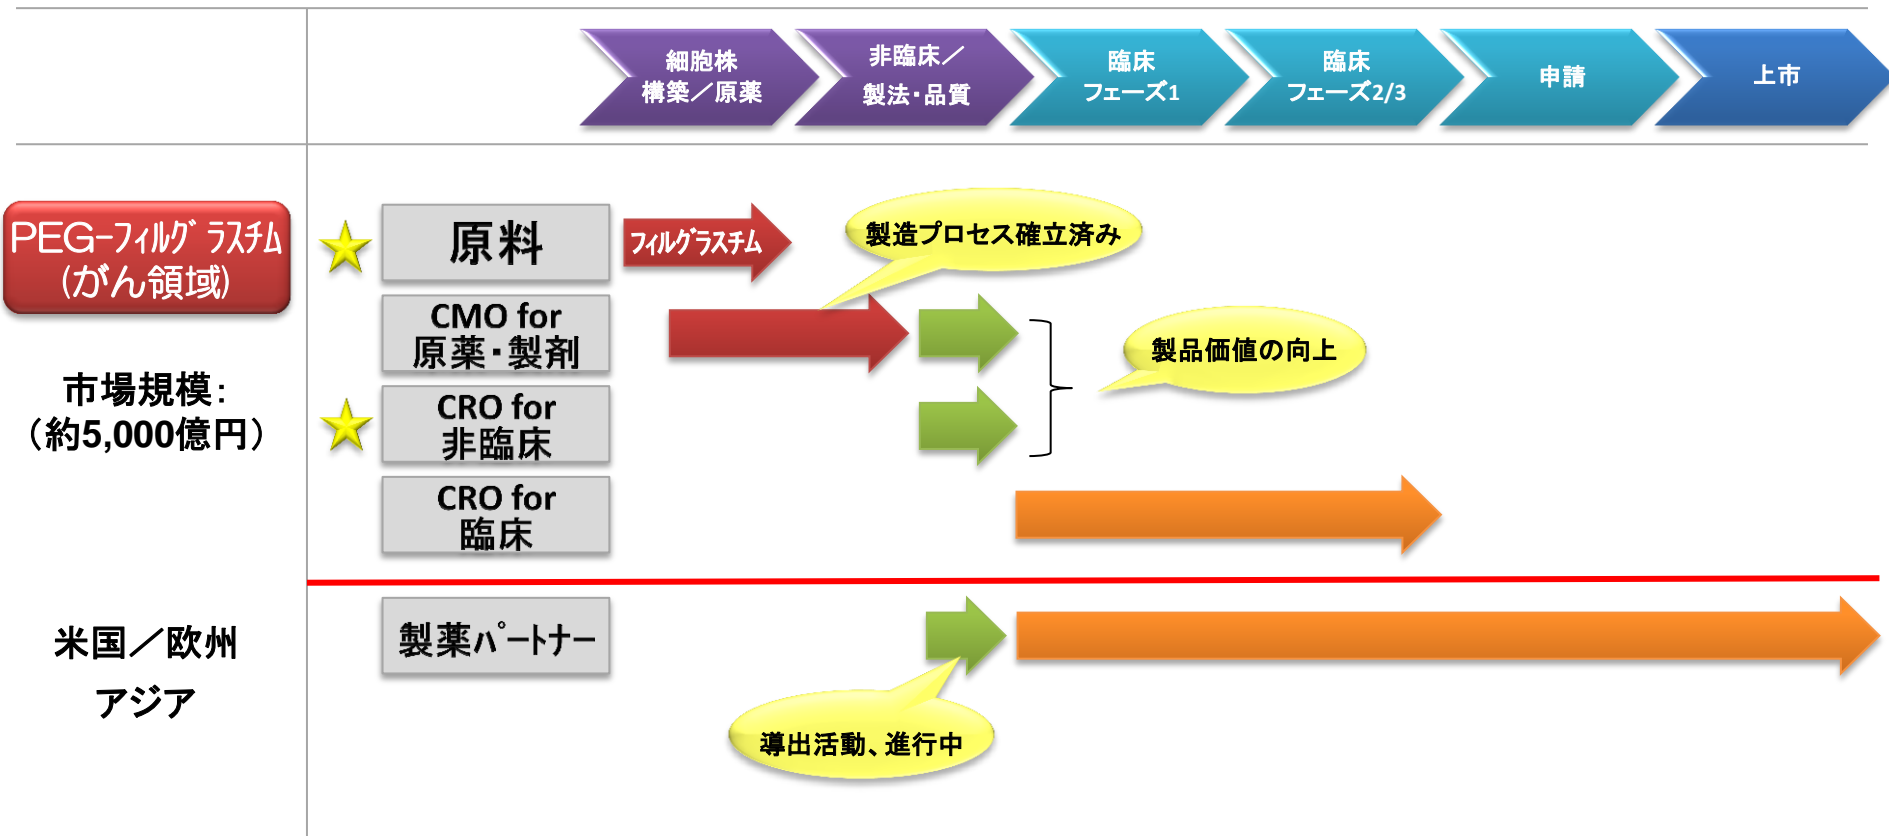 細胞株
構築／原薬
非臨床／
製法・品質
臨床
フェーズ1
臨床
フェーズ2/3
申請
上市
PEG-フィルグラスチム
(がん領域)
原料
フィルグラスチム
製造プロセス確立済み
CMO for
原薬・製剤
製品価値の向上
市場規模：
（約5,000億円）
CRO for
非臨床
CRO for
臨床
米国／欧州
アジア
製薬パートナー
導出活動、進行中